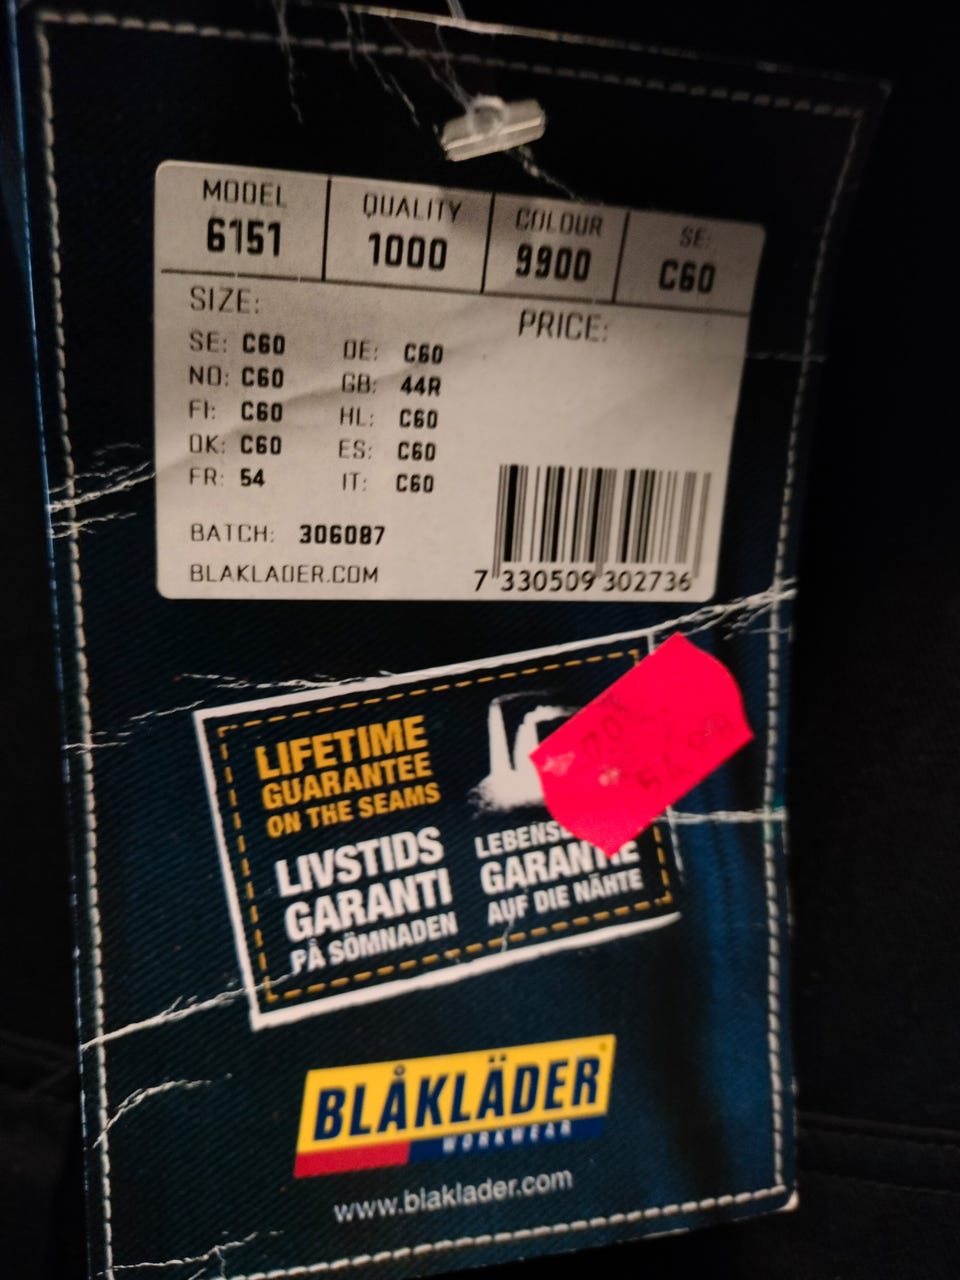 MODEL
6151
QUALITY
1000
COLOUR
9900
SE:
C60
SIZE:
SE: C60
NO: C60
FI: C60
DK: C60
FR: 54
DE: C60
GB: 44R
HL: C60
ES: C60
IT: C60
PRICE:
BATCH: 306087
BLAKLADER.COM
7 330509 302736
LIFETIME
GUARANTEE
ON THE SEAMS
LIVSTIDS
GARANTI
PÅ SÖMNADEN
GARANTIE
AUF DIE NÄHTE
BLÅKLÄDER
WORKWEAR
www.blaklader.com